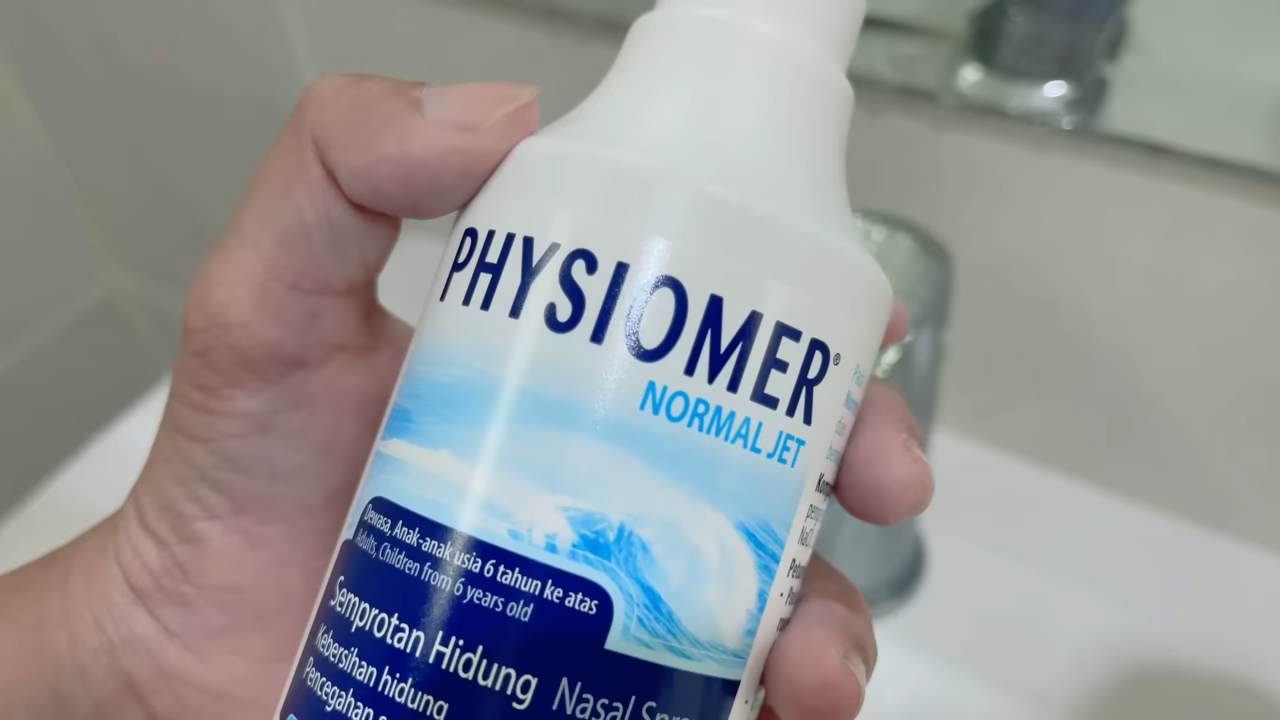 PHYSIOMER®
NORMAL JET
Dewasa, Anak-anak usia 6 tahun ke atas
Adults, Children from 6 years old
Semprotan Hidung Nasal
Kebersihan hidung
Pencegahan